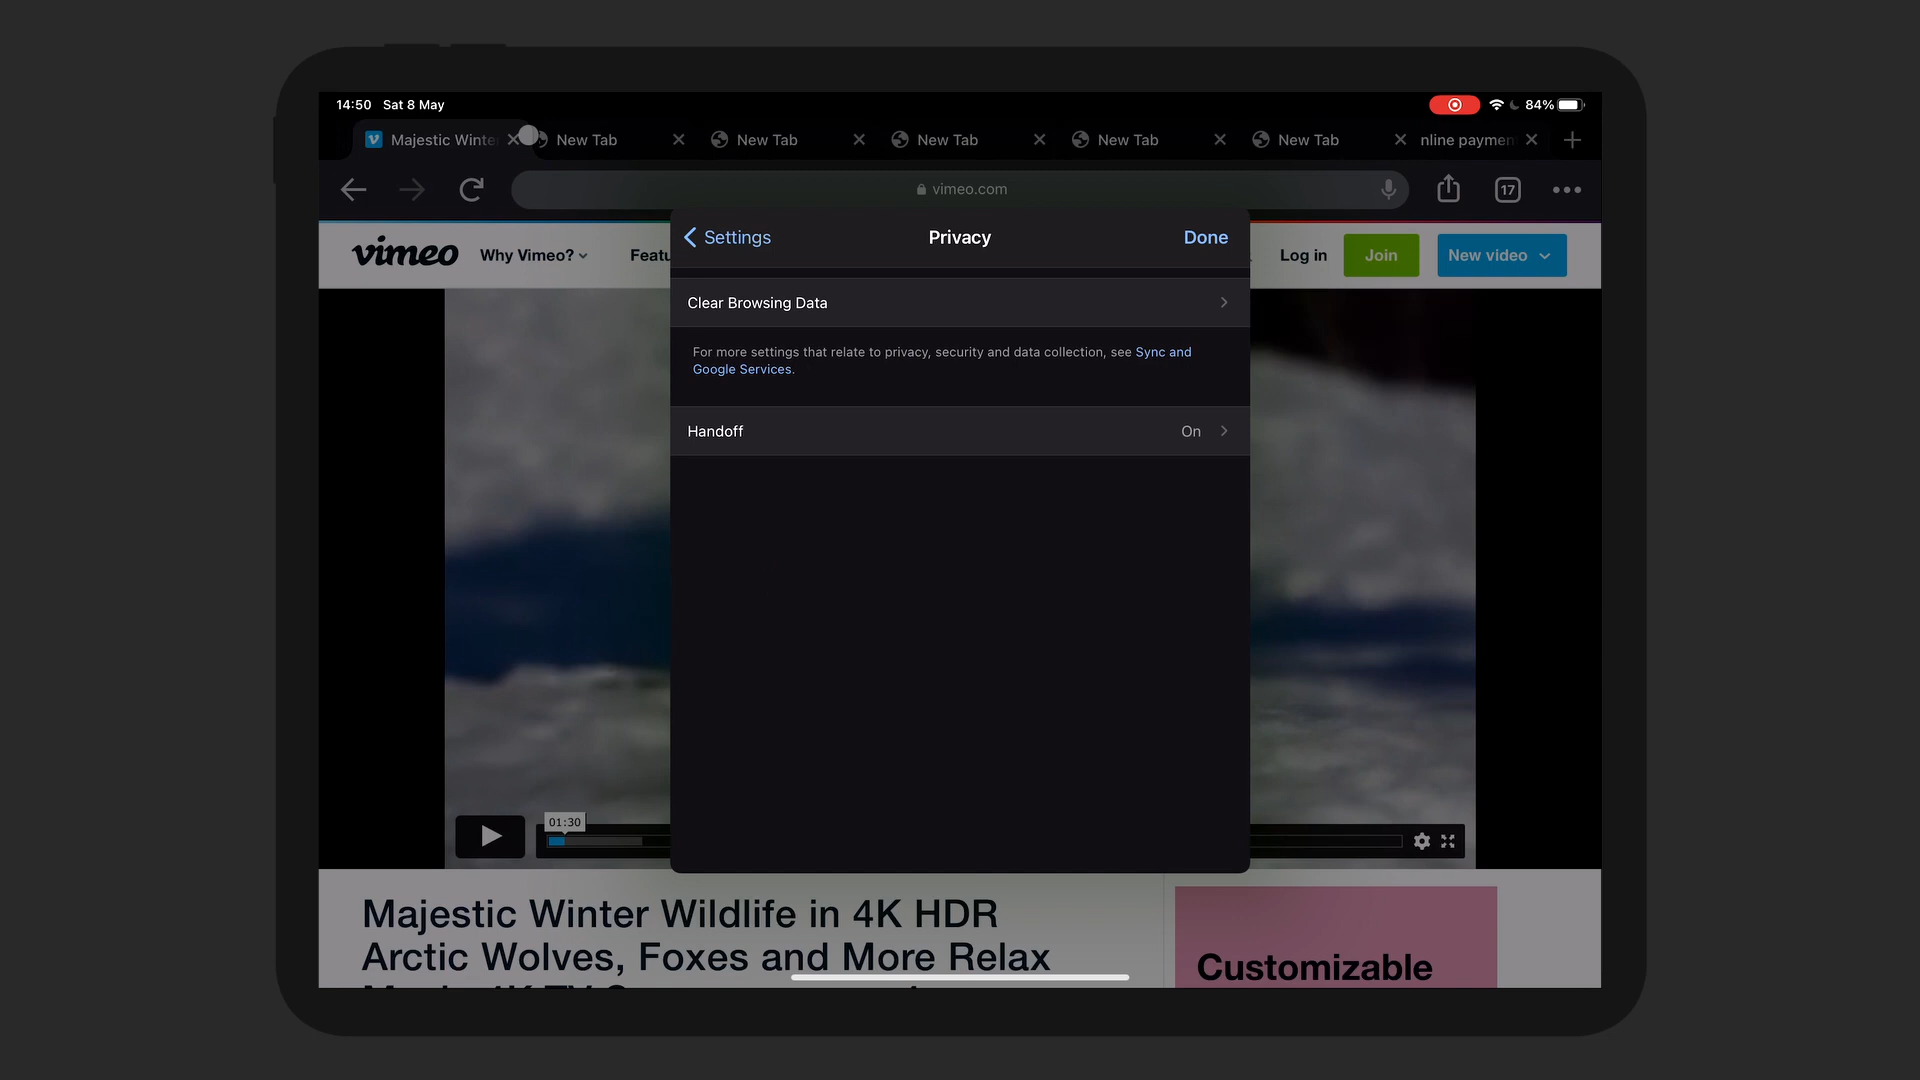 14:50 Sat 8 May 84%
Majestic Winte New Tab New Tab New Tab New Tab New Tab nline paymen
vimeo.com 17
Settings Privacy Done
vimeo Why Vimeo? Featu Log in Join New video
Clear Browsing Data
For more settings that relate to privacy, security and data collection, see Sync and
Google Services.
Handoff On
01:30
Majestic Winter Wildlife in 4K HDR
Arctic Wolves, Foxes and More Relax
Customizable